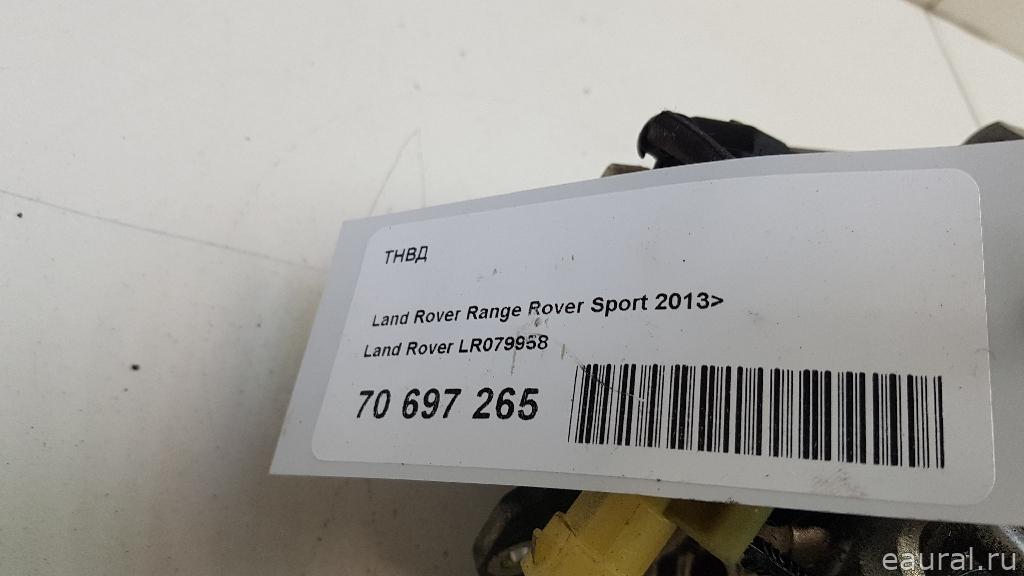 ТНВД
Land Rover Range Rover Sport 2013>
Land Rover LR079958
70 697 265
eaural.ru